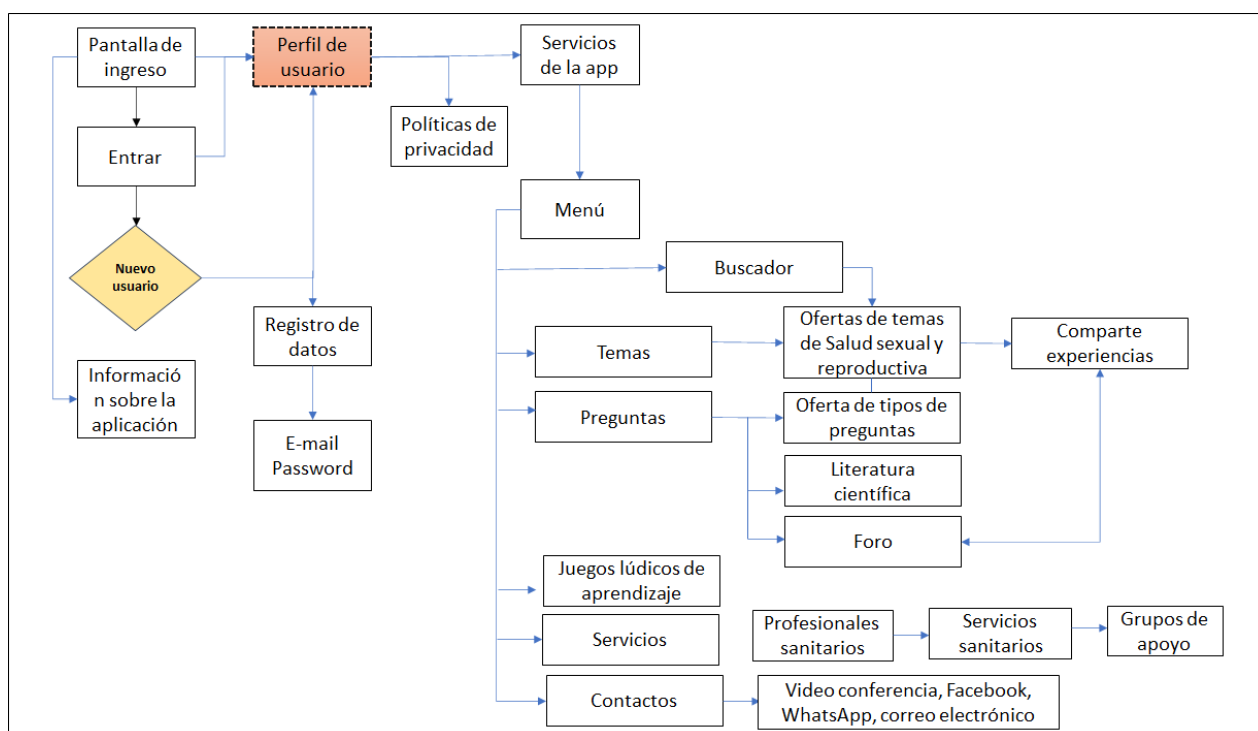 Pantalla de
ingreso
Perfil de
usuario
Servicios
de la app
Políticas de
privacidad
Entrar
Menú
Nuevo
usuario
Buscador
Registro de
datos
Ofertas de temas
de Salud sexual y
reproductiva
Comparte
experiencias
Temas
Informació
n sobre la
aplicación
Preguntas
Oferta de tipos de
preguntas
E-mail
Password
Literatura
científica
Foro
Juegos lúdicos de
aprendizaje
Servicios
Profesionales
sanitarios
Servicios
sanitarios
Grupos de
apoyo
Contactos
Video conferencia, Facebook,
WhatsApp, correo electrónico